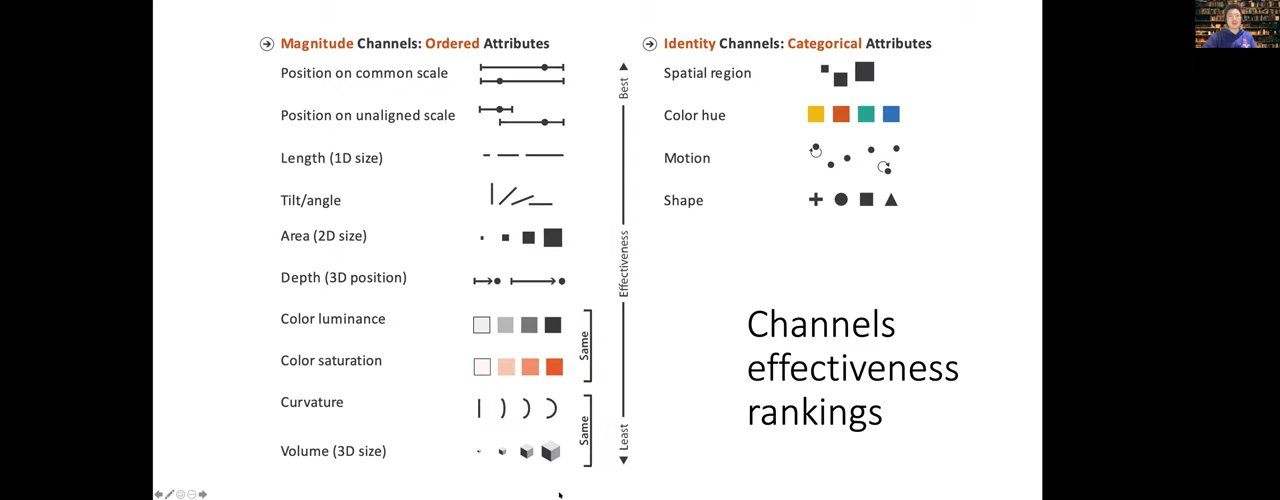 Magnitude Channels: Ordered Attributes
Position on common scale
Position on unaligned scale
Length (1D size)
Tilt/angle
Area (2D size)
Depth (3D position)
Color luminance
Color saturation
Curvature
Volume (3D size)
Same
Same
Best
Effectiveness
Least
Identity Channels: Categorical Attributes
Spatial region
Color hue
Motion
Shape
Channels
effectiveness
rankings